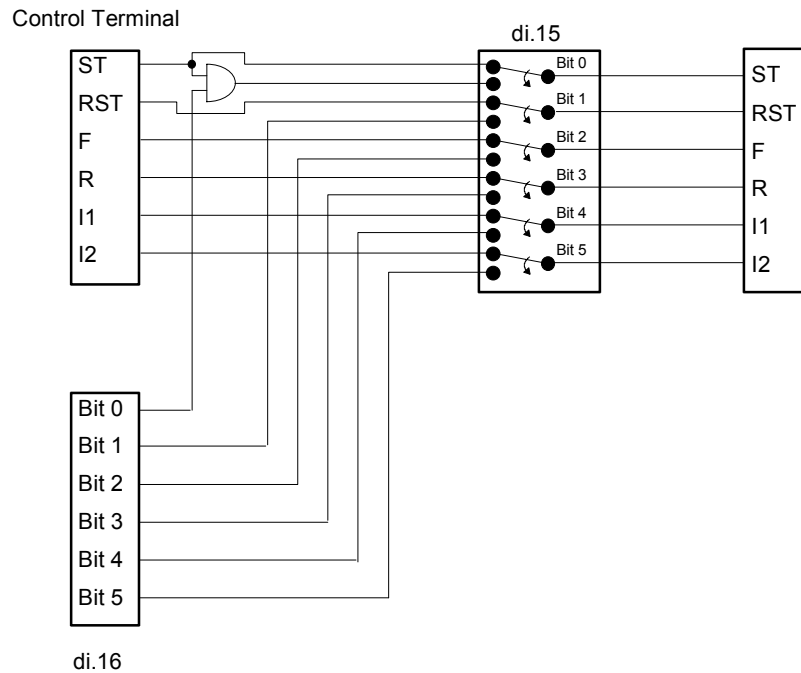 Control Terminal
di.15
ST
RST
F
R
I1
I2
Bit 0
Bit 1
Bit 2
Bit 3
Bit 4
Bit 5
ST
RST
F
R
I1
I2
Bit 0
Bit 1
Bit 2
Bit 3
Bit 4
Bit 5
di.16